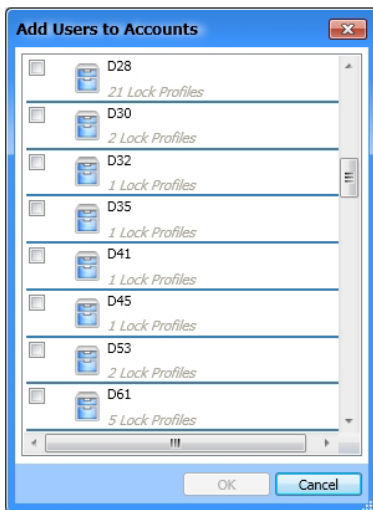 Add Users to Accounts
D28
21 Lock Profiles
D30
2 Lock Profiles
D32
1 Lock Profiles
D35
1 Lock Profiles
D41
1 Lock Profiles
D45
1 Lock Profiles
D53
2 Lock Profiles
D61
5 Lock Profiles
OK Cancel